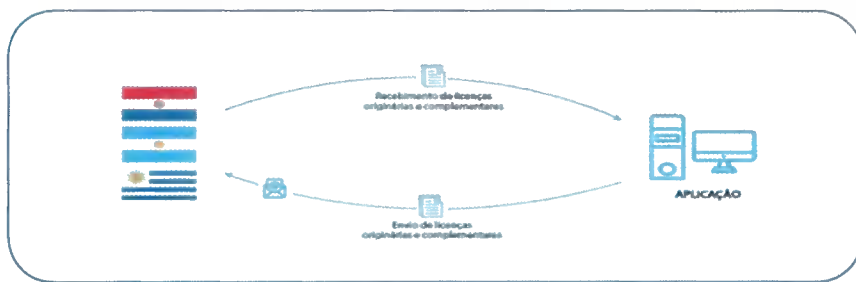 Recebimento de licenças
originárias e complementares
APLICAÇÃO
Envio de licenças
originárias e complementares